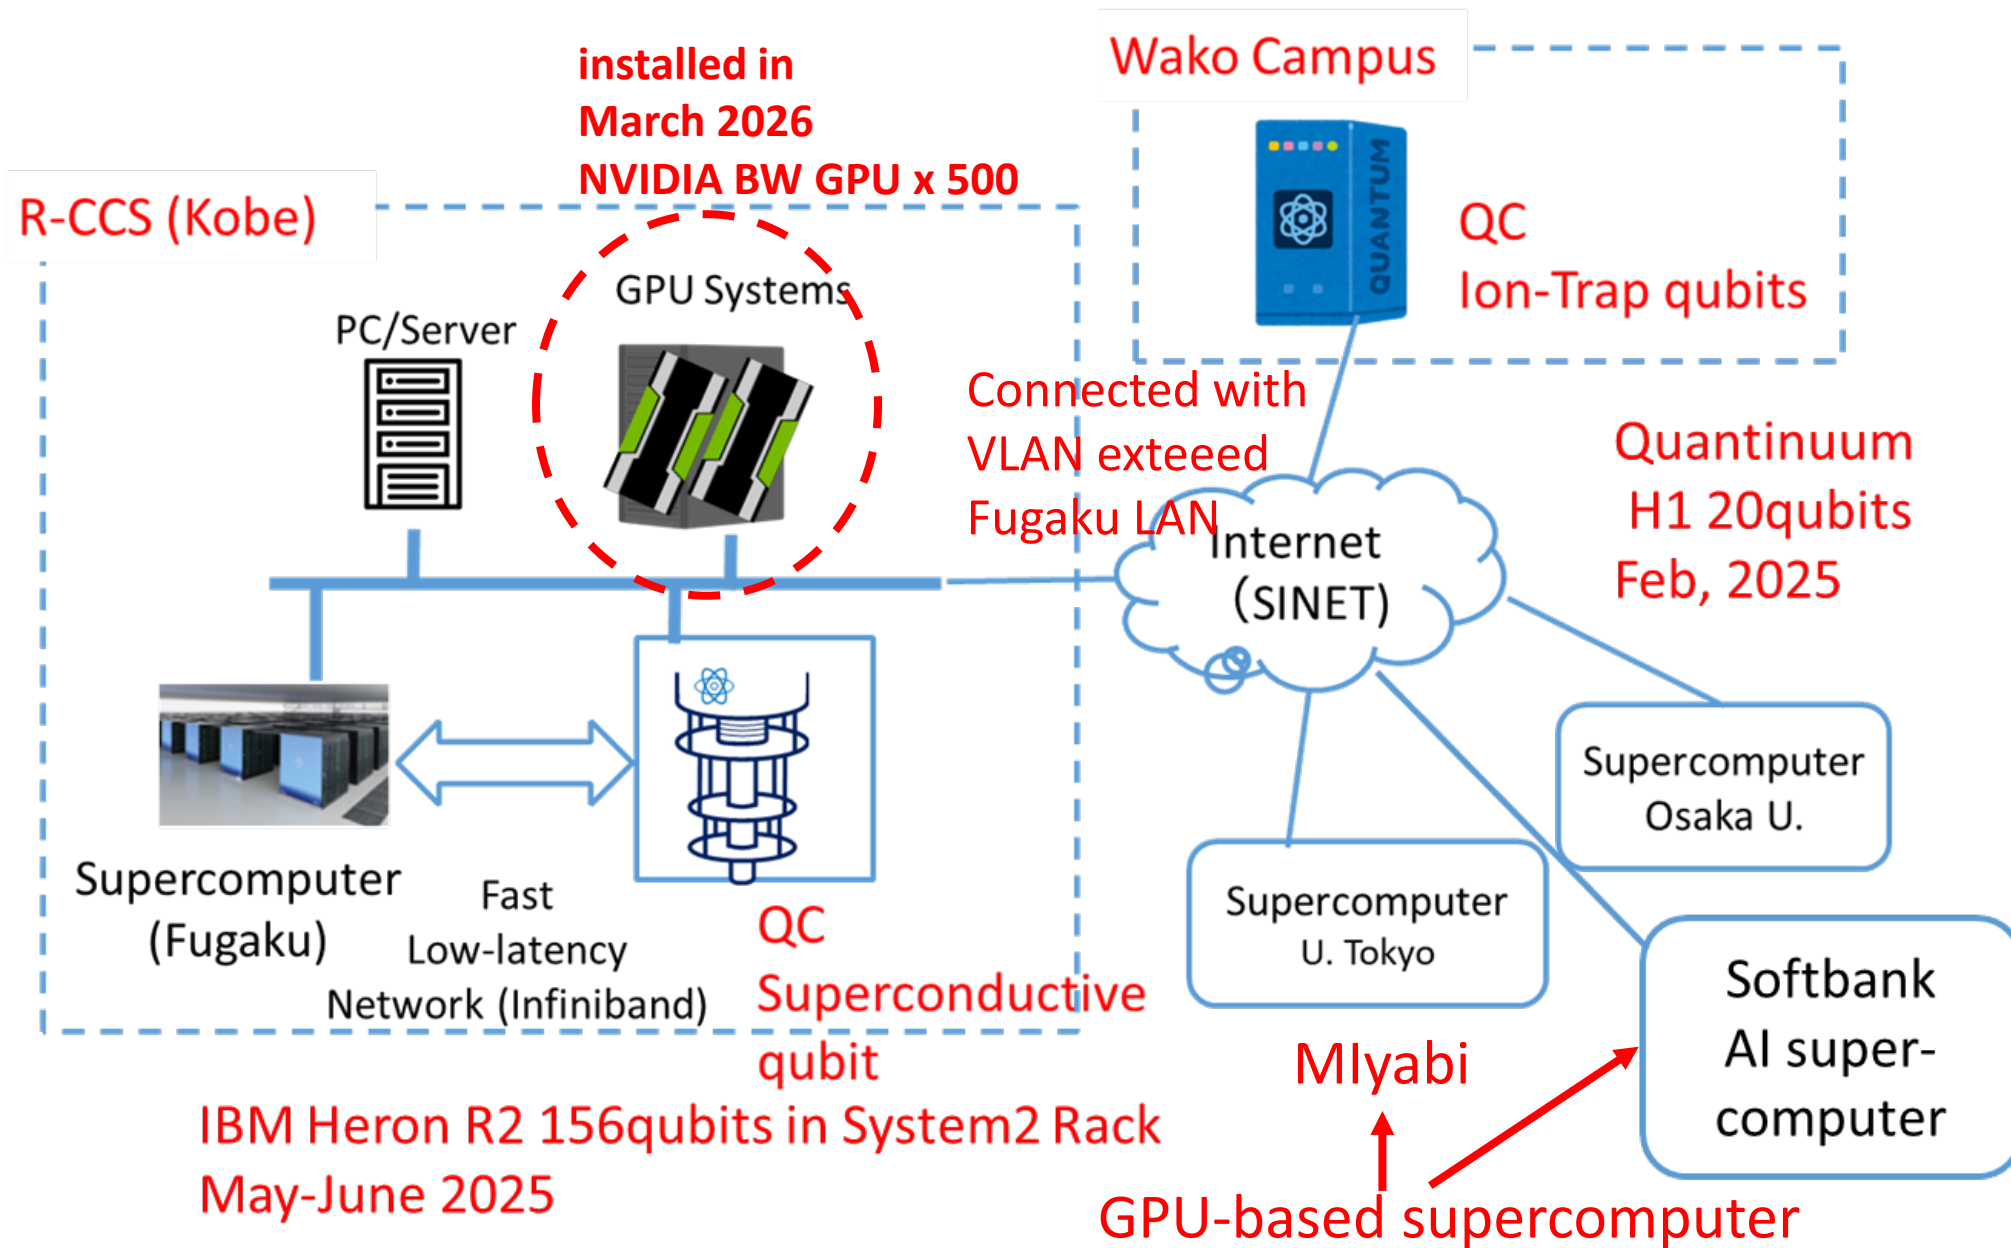 installed in
March 2026
NVIDIA BW GPU x 500
Wako Campus
QUANTUM
QC
Ion-Trap qubits
R-CCS (Kobe)
GPU Systems
PC/Server
Connected with
VLAN exteeed
Fugaku LAN
Quantinuum
H1 20qubits
Feb, 2025
Internet
（SINET)
Supercomputer
(Fugaku)
Fast
Low-latency
Network (Infiniband)
QC
Superconductive
qubit
IBM Heron R2 156qubits in System2 Rack
May-June 2025
Supercomputer
Osaka U.
Supercomputer
U. Tokyo
MIyabi
Softbank
AI super-
computer
GPU-based supercomputer